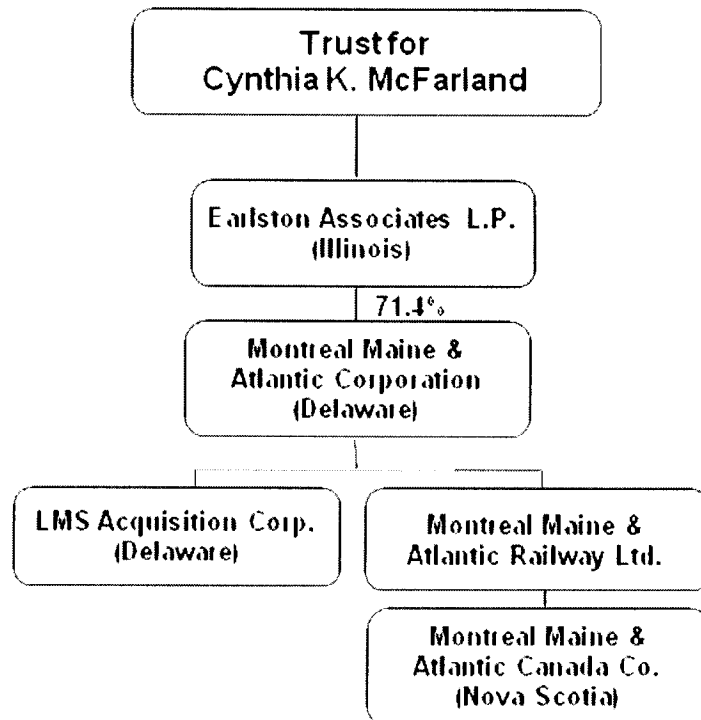 Trust for
Cynthia K. McFarland
Earlston Associates L.P.
(Illinois)
71.4%
Montreal Maine &
Atlantic Corporation
(Delaware)
LMS Acquisition Corp.
(Delaware)
Montreal Maine &
Atlantic Railway Ltd.
Montreal Maine &
Atlantic Canada Co.
(Nova Scotia)